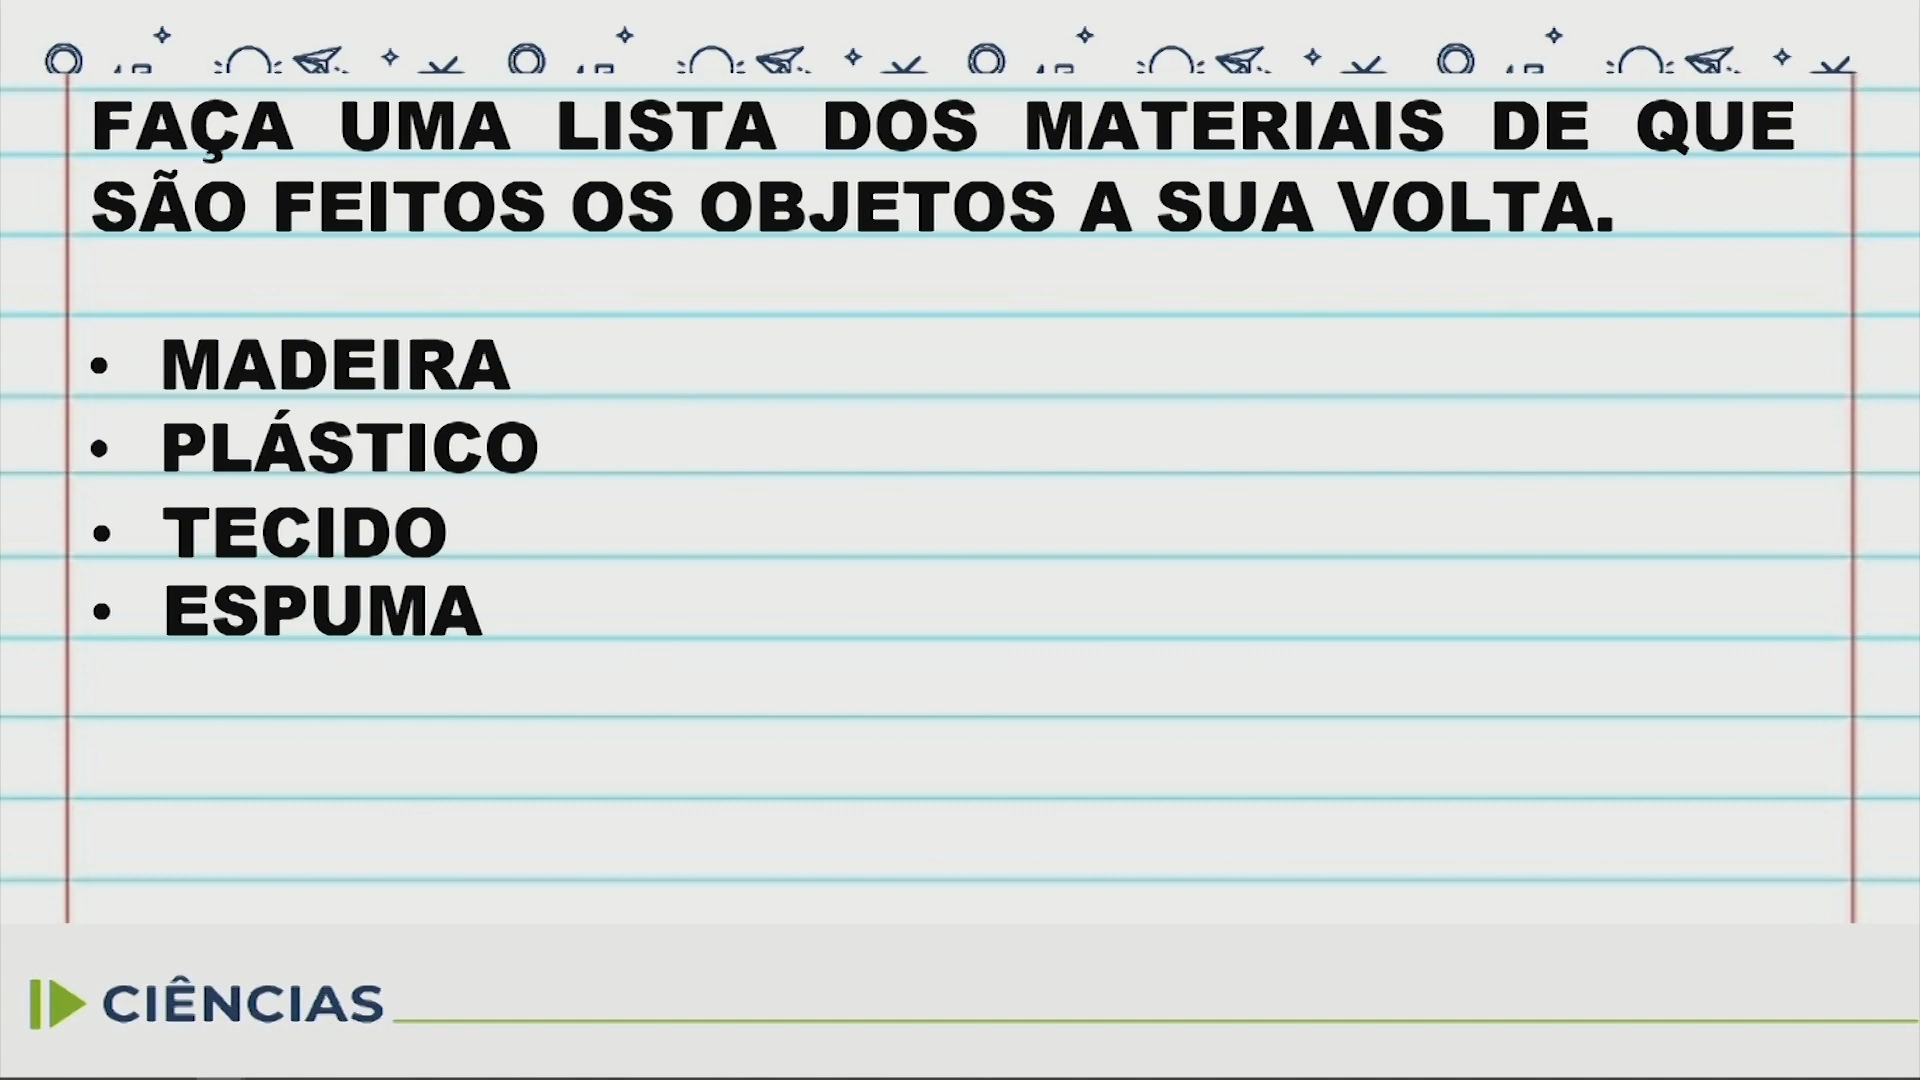 FAÇA UMA LISTA DOS MATERIAIS DE QUE
SÃO FEITOS OS OBJETOS A SUA VOLTA.
• MADEIRA
• PLÁSTICO
• TECIDO
• ESPUMA
CIÊNCIAS